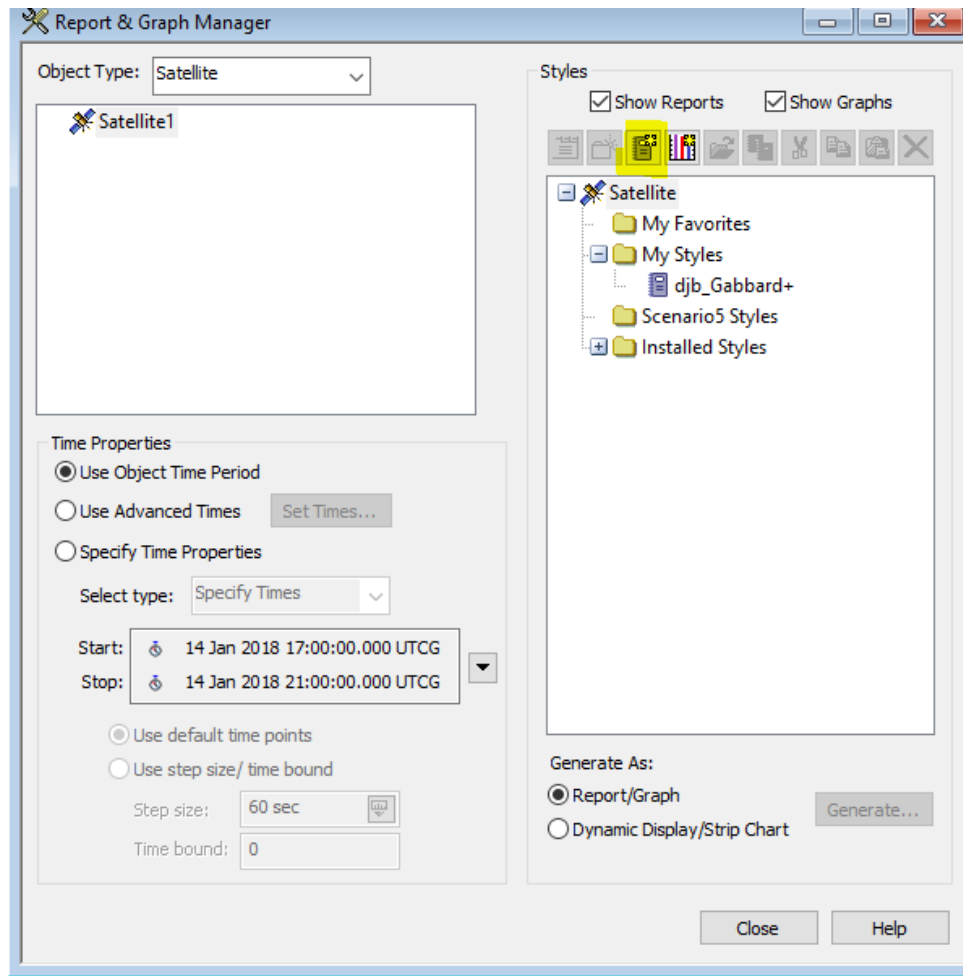 Report & Graph Manager
Object Type: Satellite
Satellite1
Styles
Show Reports Show Graphs
Satellite
My Favorites
My Styles
djb_Gabbard+
Scenario5 Styles
Installed Styles
Time Properties
Use Object Time Period
Use Advanced Times Set Times...
Specify Time Properties
Select type: Specify Times
Start: 14 Jan 2018 17:00:00.000 UTCG
Stop: 14 Jan 2018 21:00:00.000 UTCG
Use default time points
Use step size/ time bound
Step size: 60 sec
Time bound: 0
Generate As:
Report/Graph
Generate...
Dynamic Display/Strip Chart
Close Help